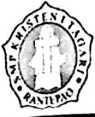 SMP KRISTEN I TAGARI
RANTEPAO